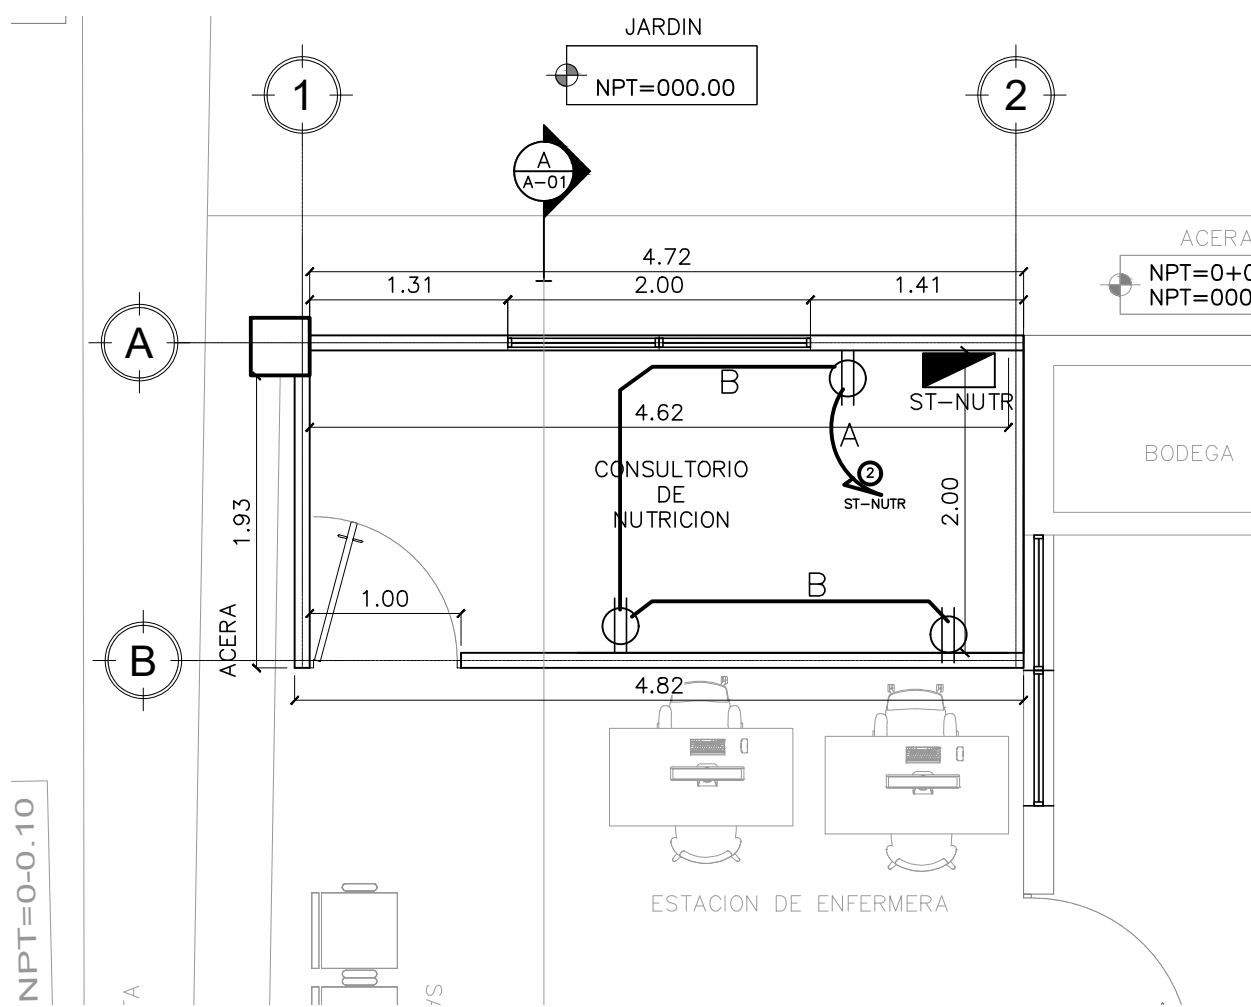 JARDIN
NPT=000.00
1
2
A
A-01
ACERA
4.72
1.31
2.00
1.41
NPT=0+0
NPT=000
A
B
ST-NUTR
4.62
A
BODEGA
CONSULTORIO
DE
NUTRICION
2
ST-NUTR
2.00
1.93
B
1.00
ACERA
B
4.82
NPT=0-0.10
ESTACION DE ENFERMERA